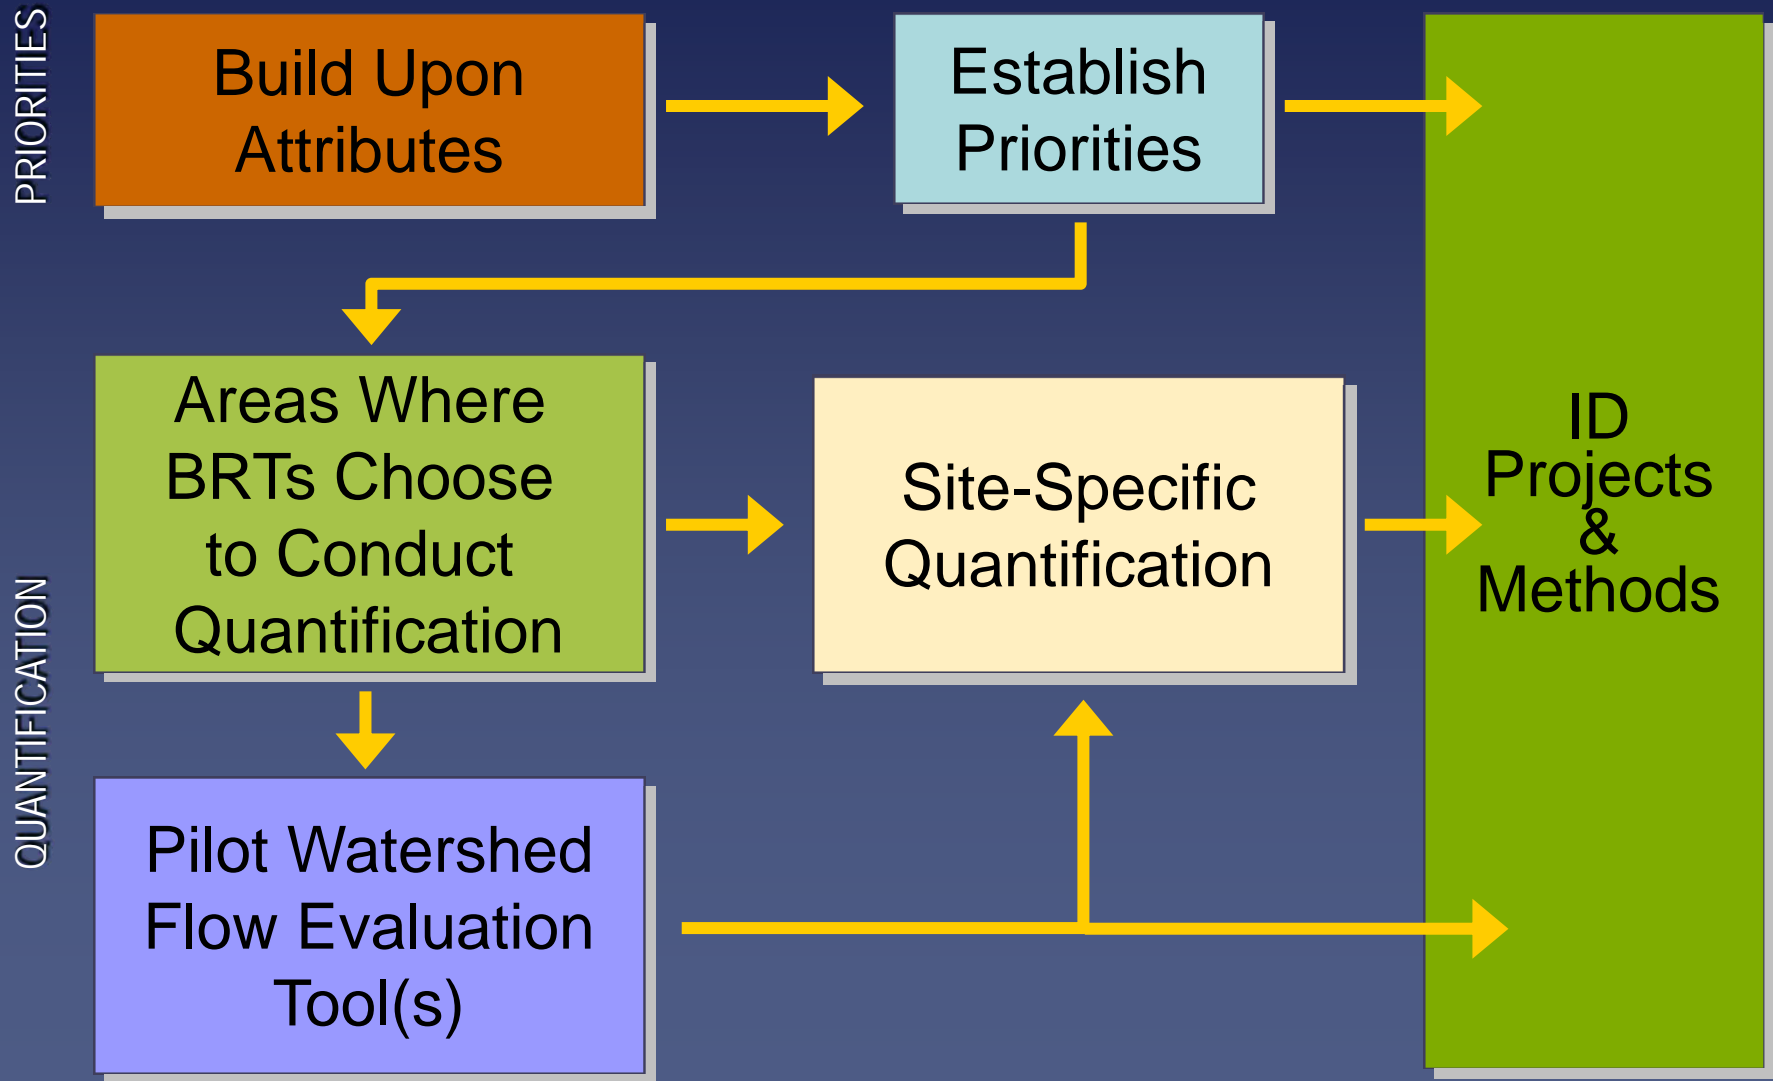 PRIORITIES
Build Upon
Attributes
Establish
Priorities
QUANTIFICATION
Areas Where
BRTs Choose
to Conduct
Quantification
Site-Specific
Quantification
Pilot Watershed
Flow Evaluation
Tool(s)
ID
Projects
&
Methods